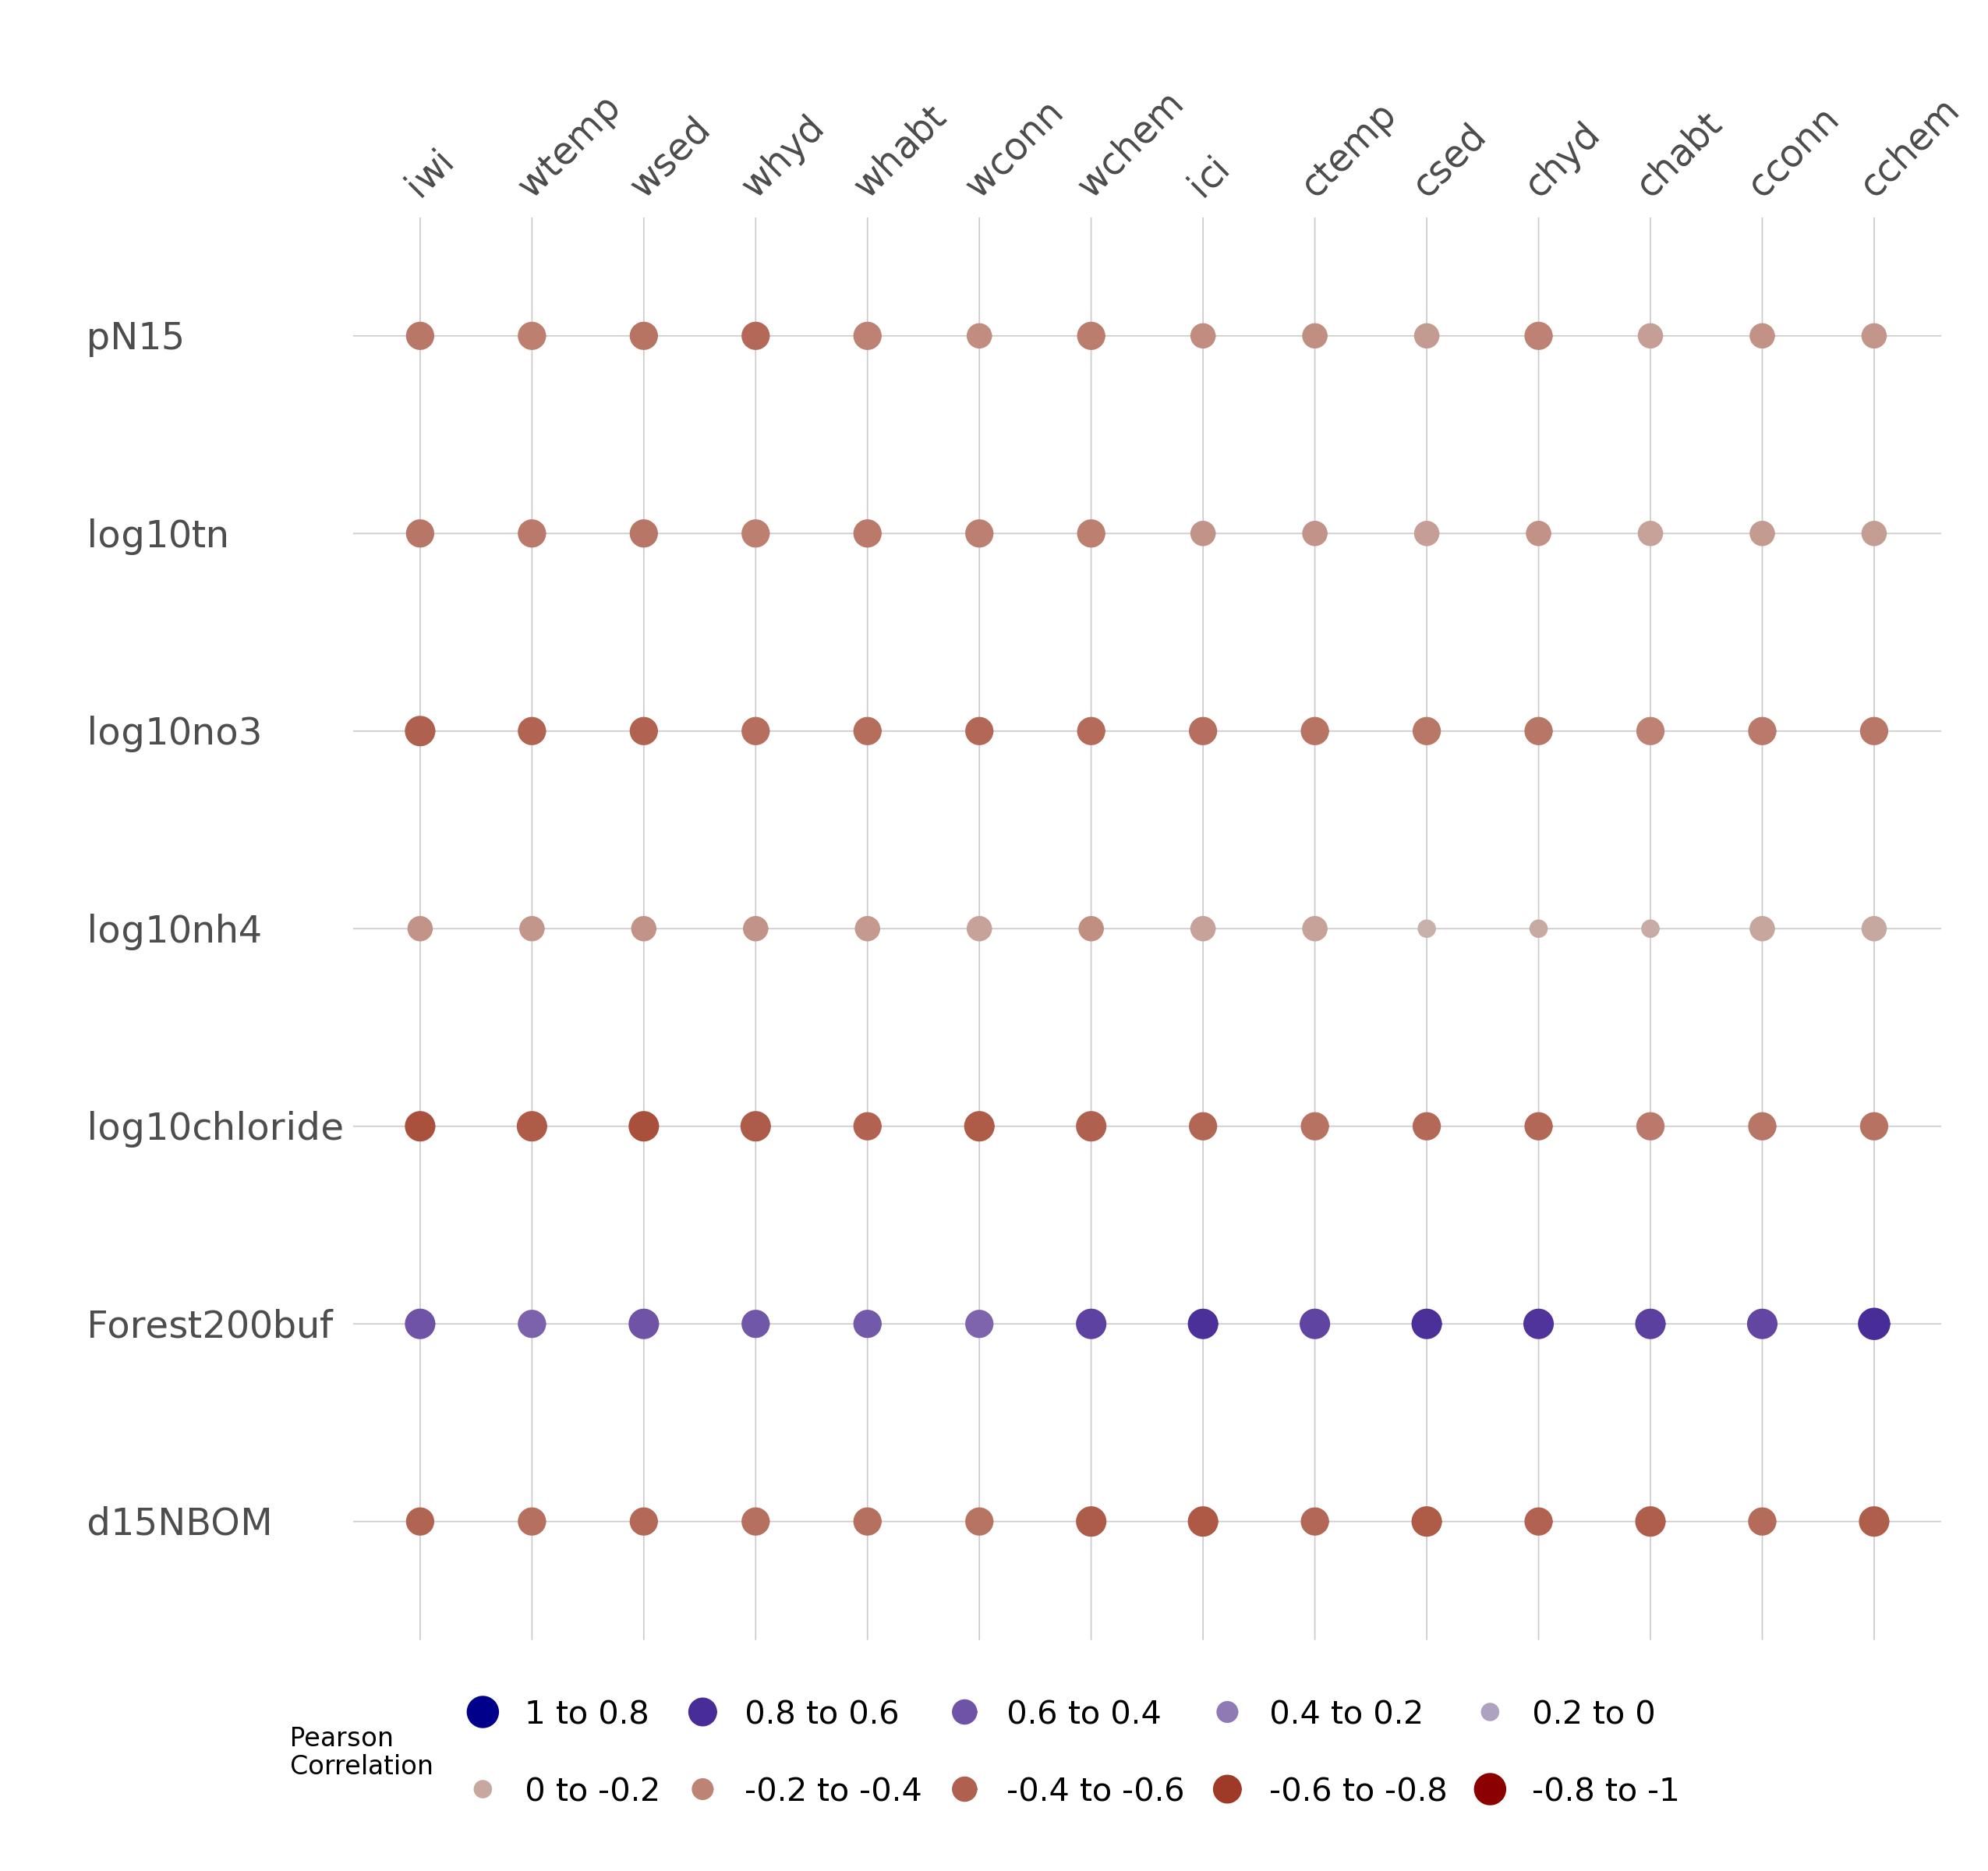 iwi wtemp wsed whyd whabt wconn wchem ici ctemp csed chyd chabt cconn cchem
pN15
log10tn
log10no3
log10nh4
log10chloride
Forest200buf
d15NBOM
Pearson
Correlation
1 to 0.8 0.8 to 0.6 0.6 to 0.4 0.4 to 0.2 0.2 to 0
0 to -0.2 -0.2 to -0.4 -0.4 to -0.6 -0.6 to -0.8 -0.8 to -1